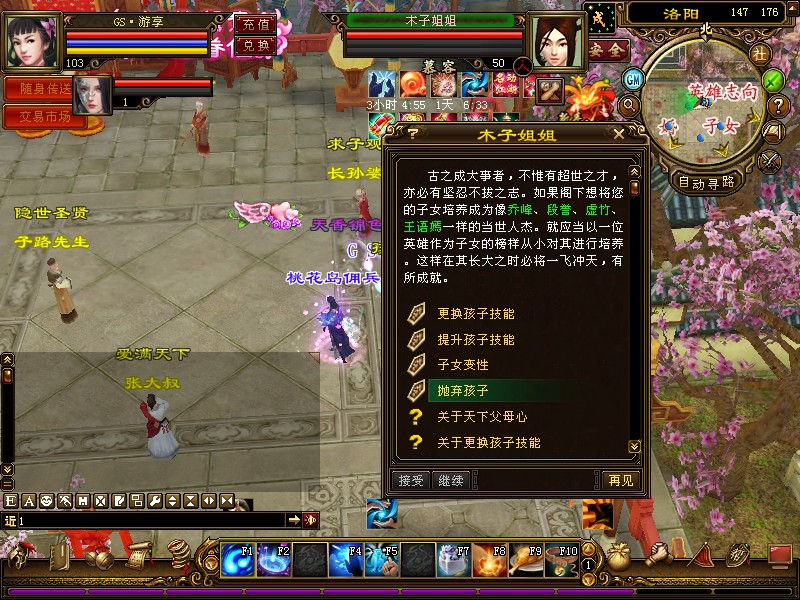 GS·游享
103
充值
兑换
随身传送
交易市场
1
木子姐姐
慕容
50
3小时 4:55 1天 6:33
安全
戌
洛阳 147 176
北
社
GM
英雄志向
子女
自动寻路
求子观
长孙婆
隐世圣贤
子路先生
天香锦色
桃花岛佣兵
爱满天下
张大叔
木子姐姐
古之成大事者，不惟有超世之才，
亦必有坚忍不拔之志。如果阁下想将您
的子女培养成为像乔峰、段誉、虚竹、
王语嫣一样的当世人杰。就应当以一位
英雄作为子女的榜样从小对其进行培养
。这样在其长大之时必将一飞冲天，有
所成就。
更换孩子技能
提升孩子技能
子女变性
抛弃孩子
关于天下父母心
关于更换孩子技能
接受 继续 再见
近1
F1 F2 F4 F5 F7 F8 F9 F10
1